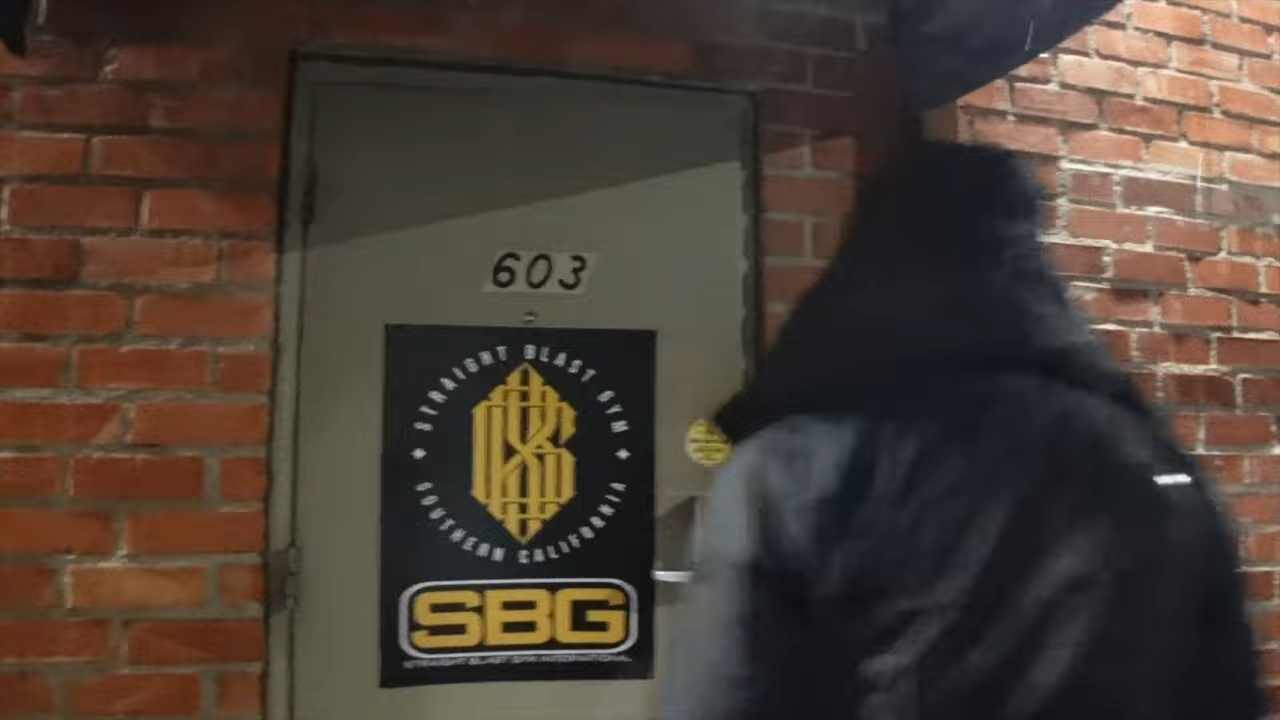 603
STRAIGHT BLAST GYM
SOUTHERN CALIFORNIA
SBG
STRAIGHT BLAST GYM INTERNATIONAL